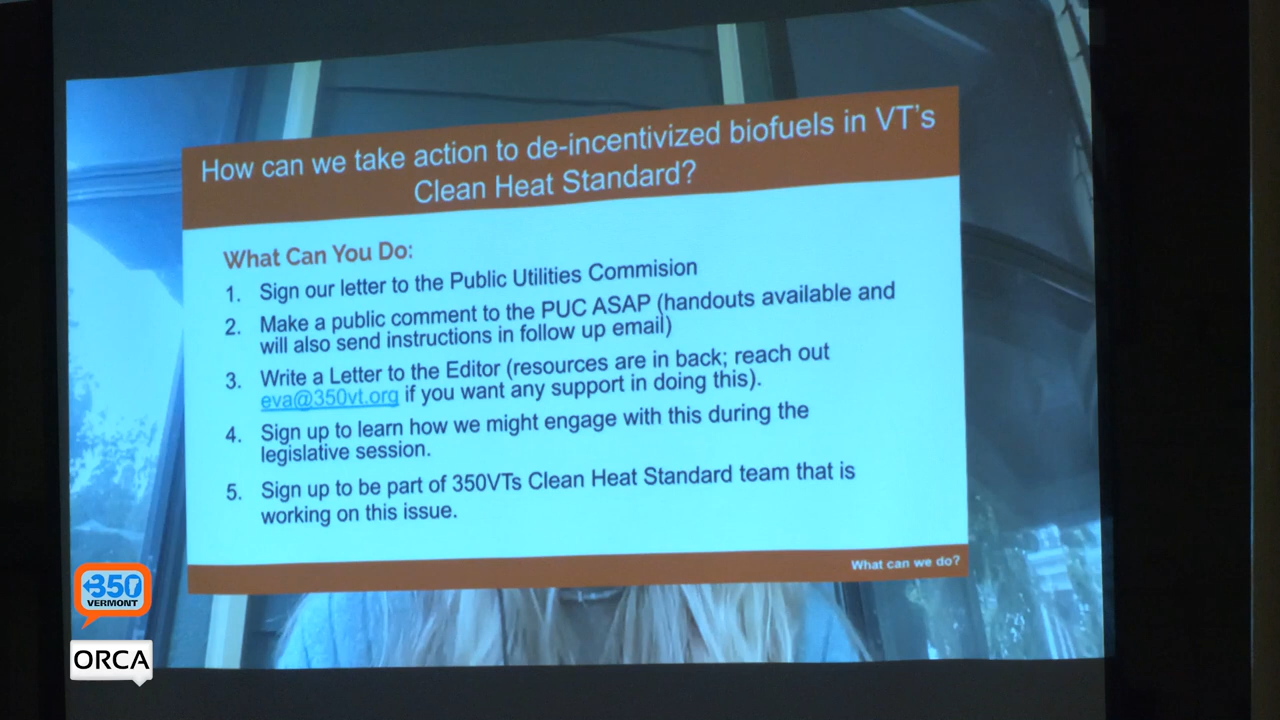 How can we take action to de-incentivized biofuels in VT's
Clean Heat Standard?
What Can You Do:
1. Sign our letter to the Public Utilities Commision
2. Make a public comment to the PUC ASAP (handouts available and
will also send instructions in follow up email)
3. Write a Letter to the Editor (resources are in back; reach out
eva@350vt.org if you want any support in doing this).
4. Sign up to learn how we might engage with this during the
legislative session.
5. Sign up to be part of 350VTs Clean Heat Standard team that is
working on this issue.
What can we do?
350
VERMONT
ORCA